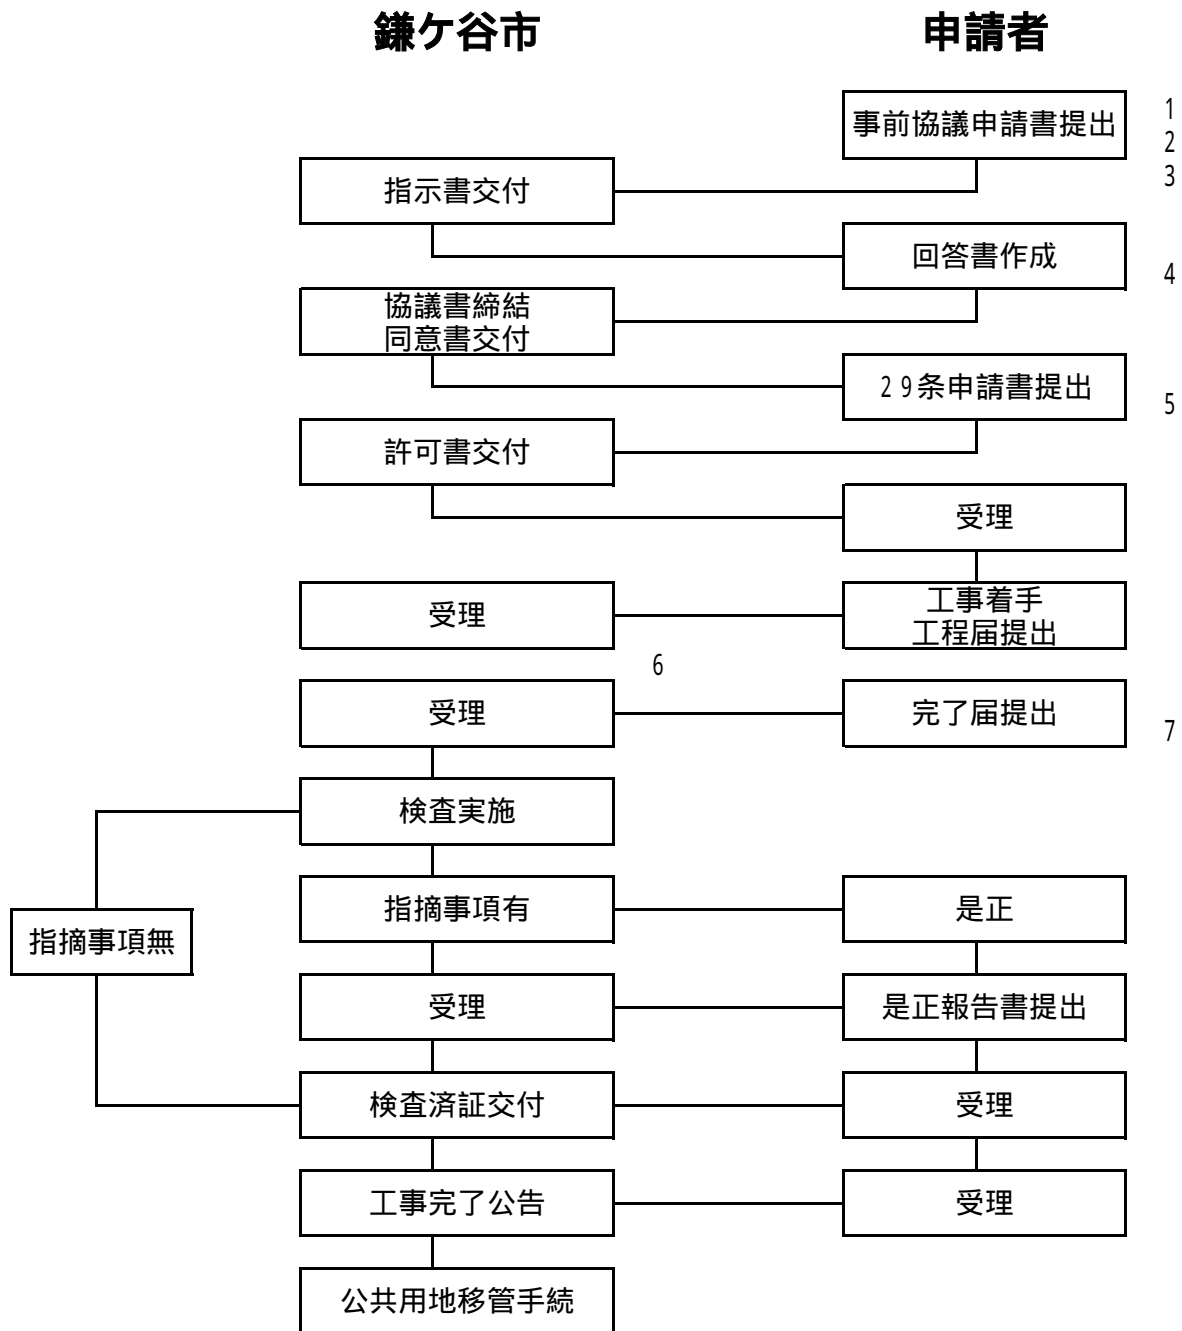 鎌ケ谷市
申請者
事前協議申請書提出
1
2
3
指示書交付
回答書作成
4
協議書締結
同意書交付
29条申請書提出
5
許可書交付
受理
受理
工事着手
工程届提出
6
受理
完了届提出
7
検査実施
指摘事項有
是正
指摘事項無
受理
是正報告書提出
検査済証交付
受理
工事完了公告
受理
公共用地移管手続